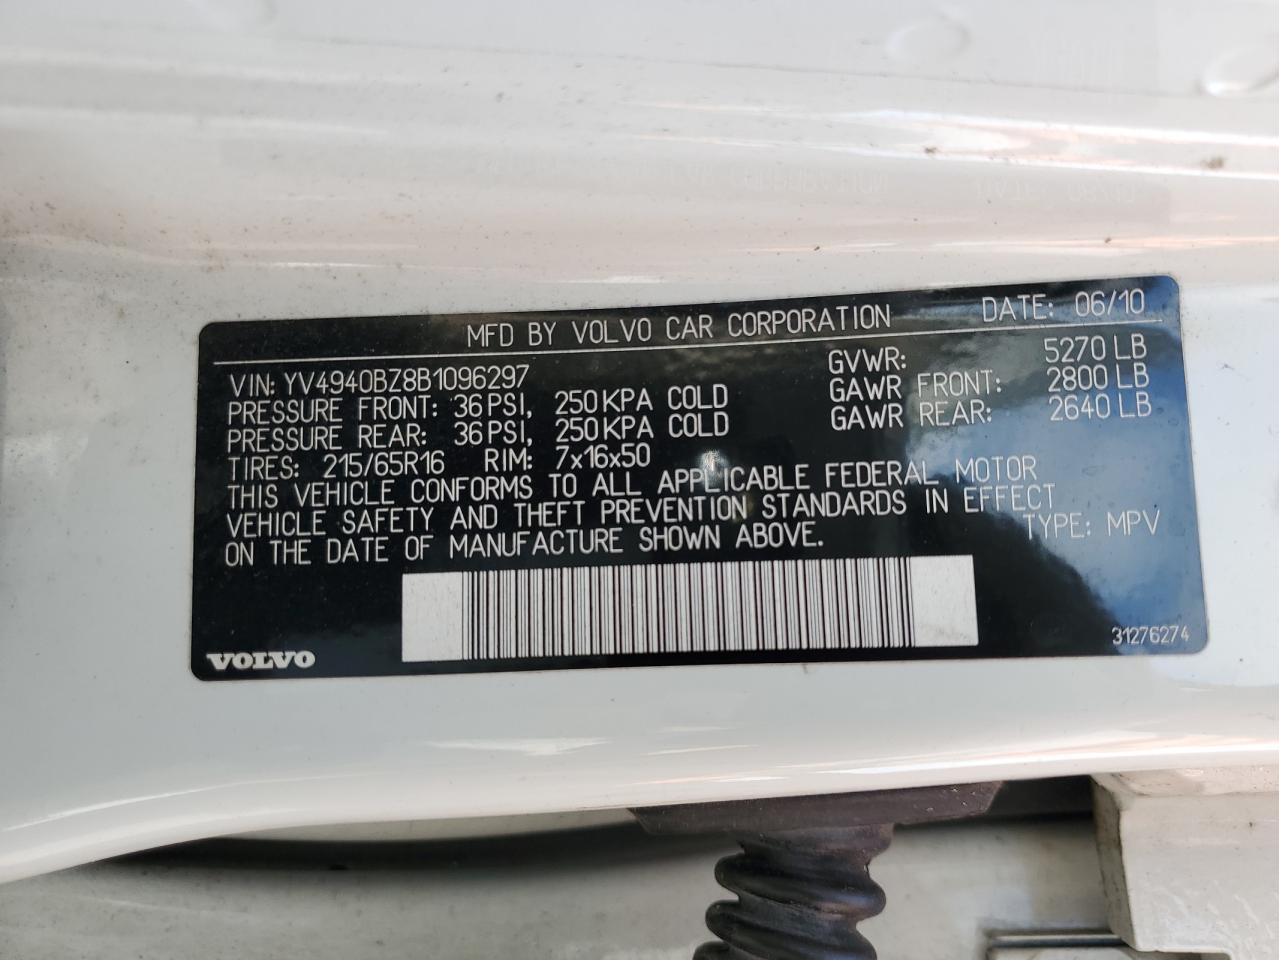 MFD BY VOLVO CAR CORPORATION DATE: 06/10
VIN: YV4940BZ8B1096297 GVWR: 5270 LB
PRESSURE FRONT: 36 PSI, 250 KPA COLD GAWR FRONT: 2800 LB
PRESSURE REAR: 36 PSI, 250 KPA COLD GAWR REAR: 2640 LB
TIRES: 215/65R16 RIM: 7x16x50
THIS VEHICLE CONFORMS TO ALL APPLICABLE FEDERAL MOTOR
VEHICLE SAFETY AND THEFT PREVENTION STANDARDS IN EFFECT
ON THE DATE OF MANUFACTURE SHOWN ABOVE. TYPE: MPV
VOLVO 31276274